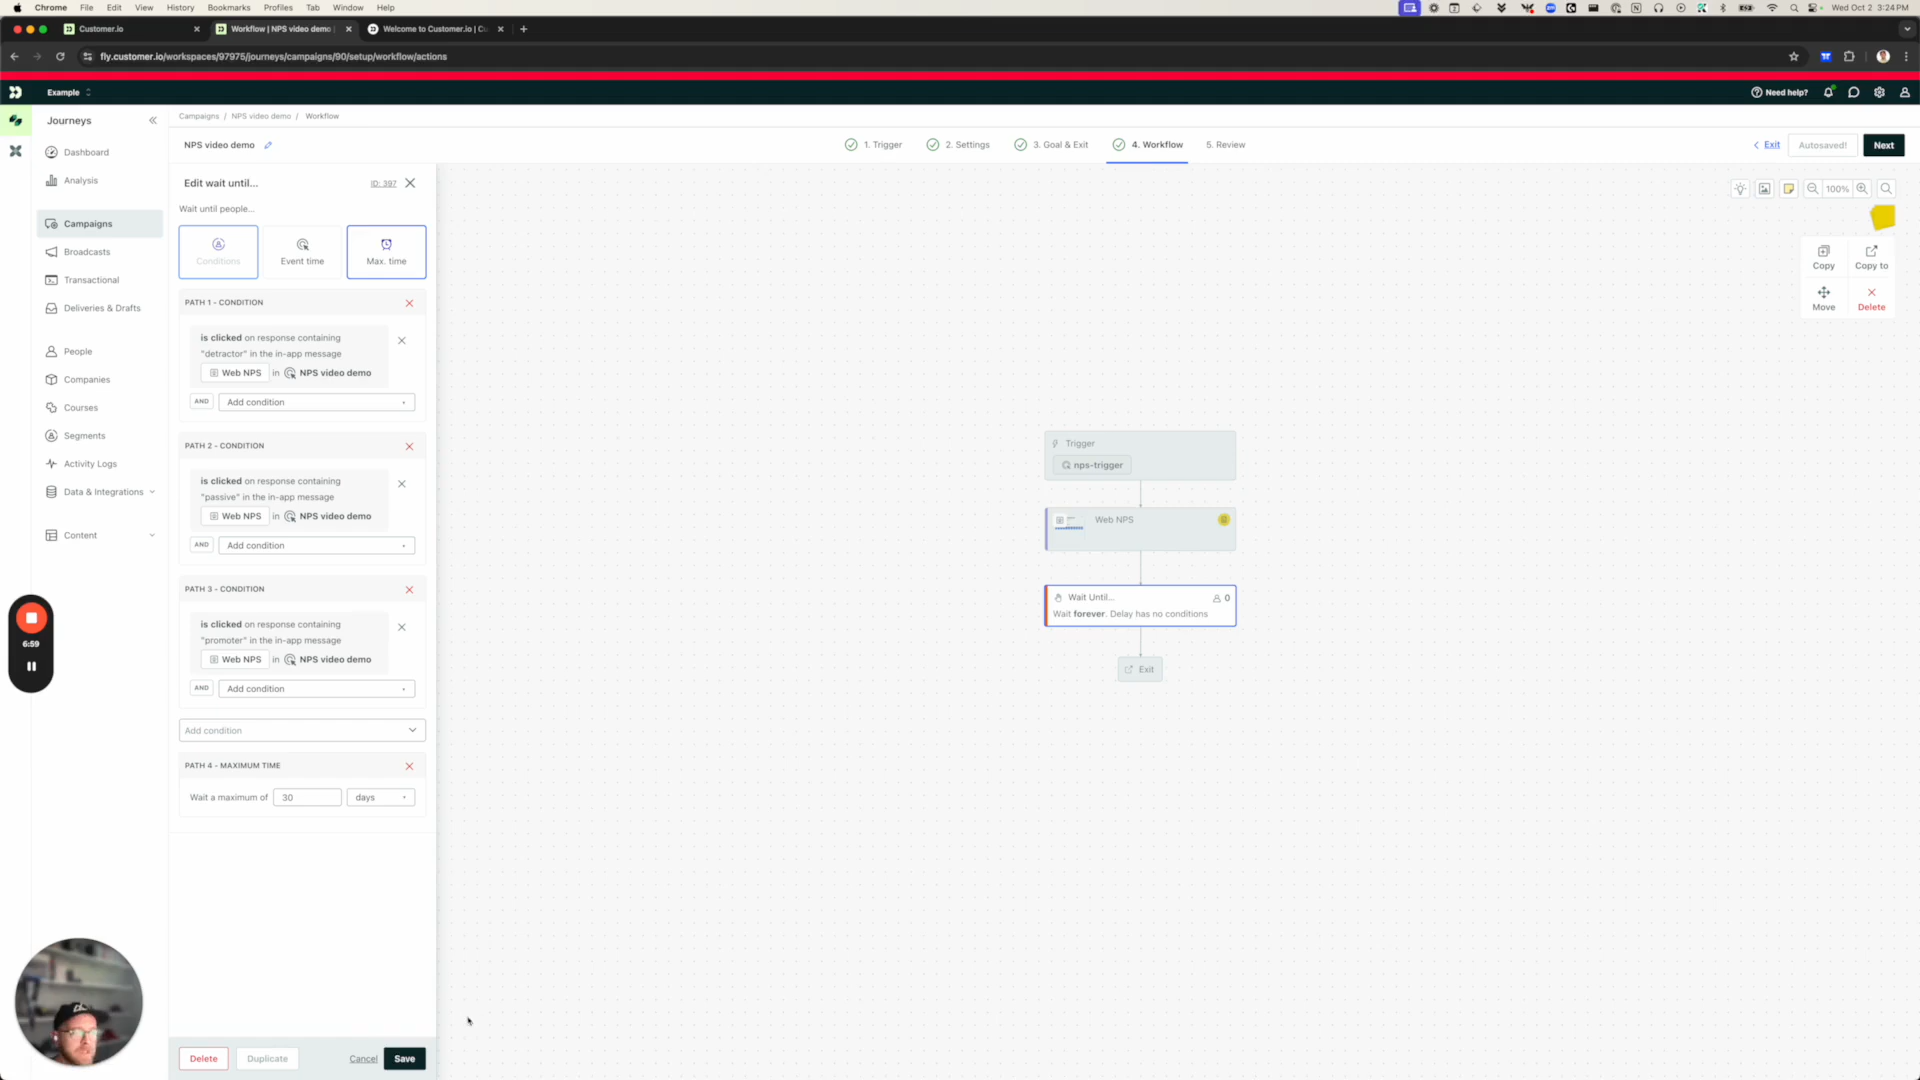 Chrome File Edit View History Bookmarks Profiles Tab Window Help Wed Oct 2 3:24 PM
Customer.io Workflow | NPS video demo Welcome to Customer.io | Cu
fly.customer.io/workspaces/97975/journeys/campaigns/90/setup/workflow/actions
Example Need help?
Journeys
Dashboard
Analysis
Campaigns
Broadcasts
Transactional
Deliveries & Drafts
People
Companies
Courses
Segments
Activity Logs
Data & Integrations
Content
6:59
Campaigns / NPS video demo / Workflow
NPS video demo 1. Trigger 2. Settings 3. Goal & Exit 4. Workflow 5. Review Exit Autosaved! Next
Edit wait until... ID: 397
Wait until people...
Conditions Event time Max. time
PATH 1 - CONDITION
is clicked on response containing
"detractor" in the in-app message
Web NPS in NPS video demo
AND Add condition
PATH 2 - CONDITION
is clicked on response containing
"passive" in the in-app message
Web NPS in NPS video demo
AND Add condition
PATH 3 - CONDITION
is clicked on response containing
"promoter" in the in-app message
Web NPS in NPS video demo
AND Add condition
Add condition
PATH 4 - MAXIMUM TIME
Wait a maximum of 30 days
Delete Duplicate Cancel Save
100%
Copy Copy to
Move Delete
Trigger
nps-trigger
Web NPS
Wait Until... 0
Wait forever. Delay has no conditions
Exit